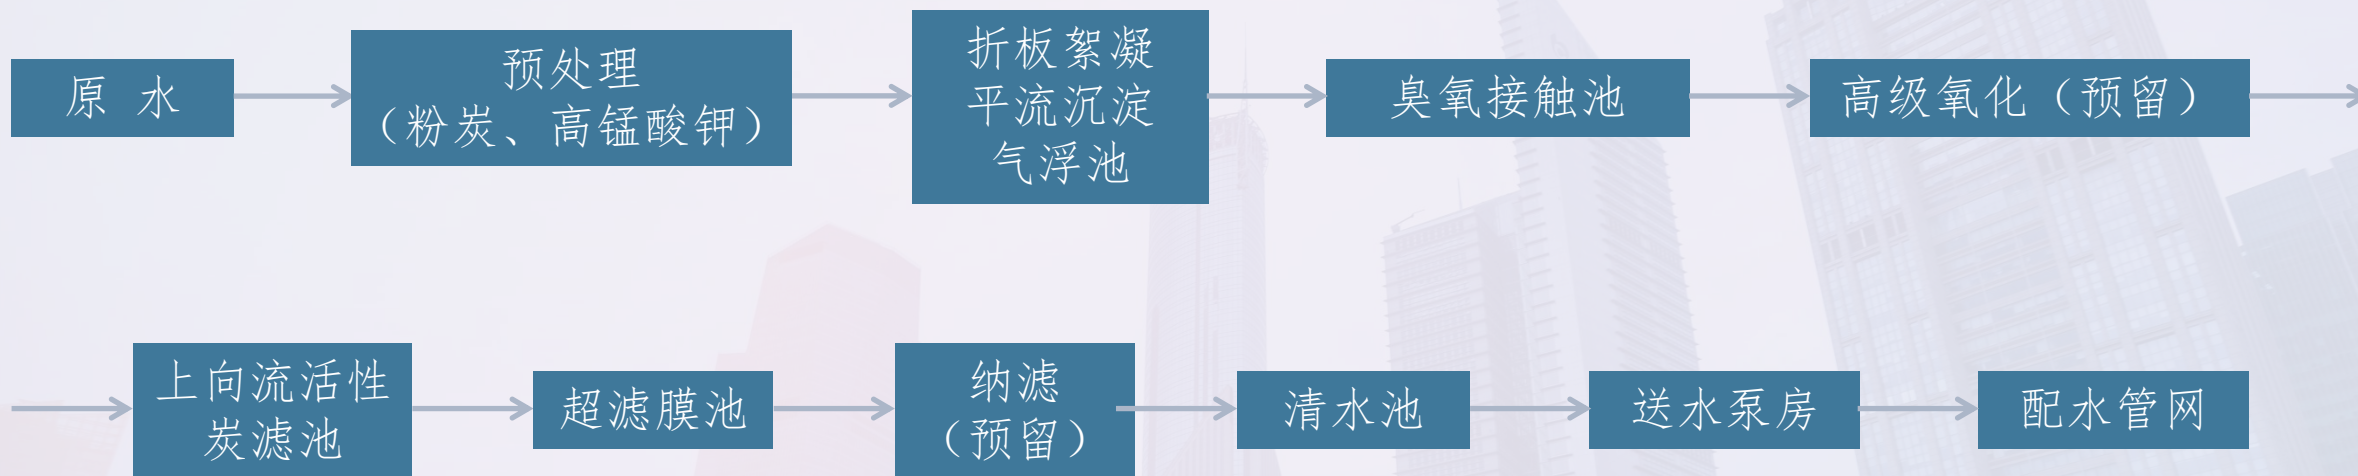 原 水
预处理
（粉炭、高锰酸钾）
折板絮凝
平流沉淀
气浮池
臭氧接触池
高级氧化（预留）
上向流活性
炭滤池
超滤膜池
纳滤
（预留）
清水池
送水泵房
配水管网